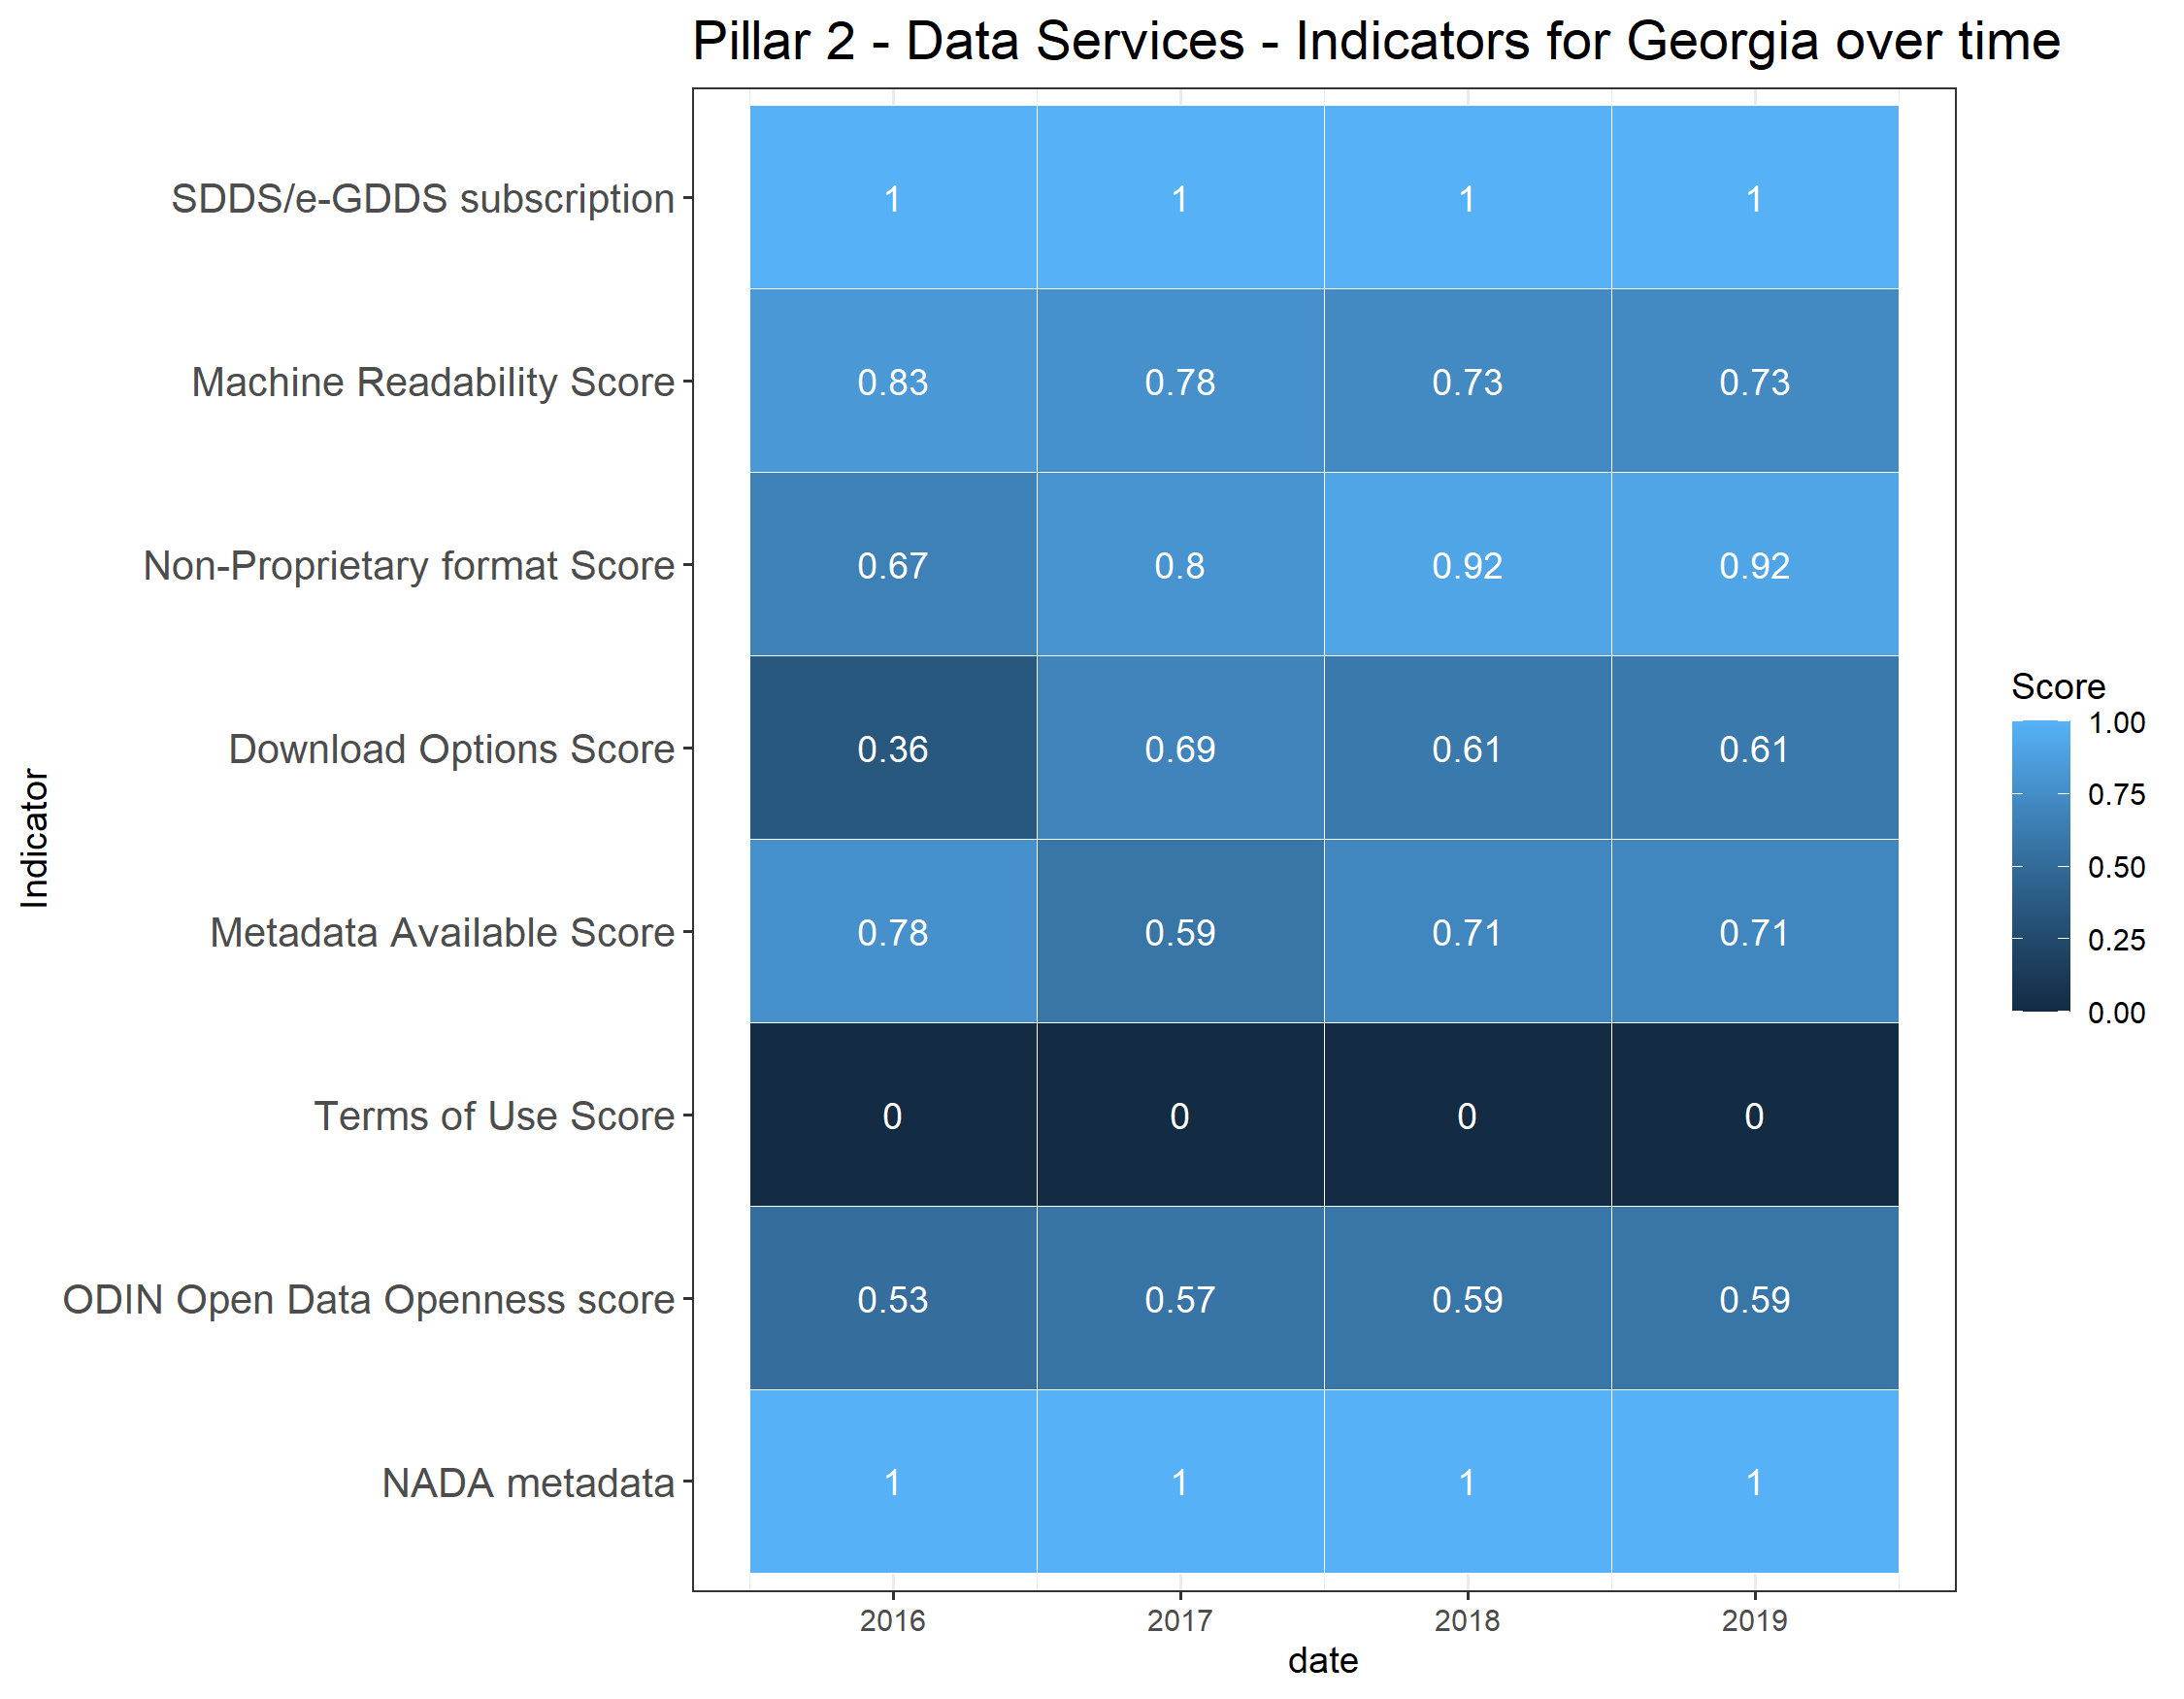 Pillar 2 - Data Services - Indicators for Georgia over time
Indicator
SDDS/e-GDDS subscription 1 1 1 1
Machine Readability Score 0.83 0.78 0.73 0.73
Non-Proprietary format Score 0.67 0.8 0.92 0.92
Download Options Score 0.36 0.69 0.61 0.61
Metadata Available Score 0.78 0.59 0.71 0.71
Terms of Use Score 0 0 0 0
ODIN Open Data Openness score 0.53 0.57 0.59 0.59
NADA metadata 1 1 1 1
2016 2017 2018 2019
date
Score
1.00
0.75
0.50
0.25
0.00